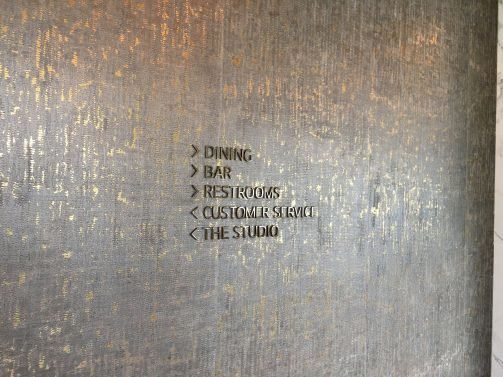 > DINING
> BAR
> RESTROOMS
< CUSTOMER SERVICE
< THE STUDIO